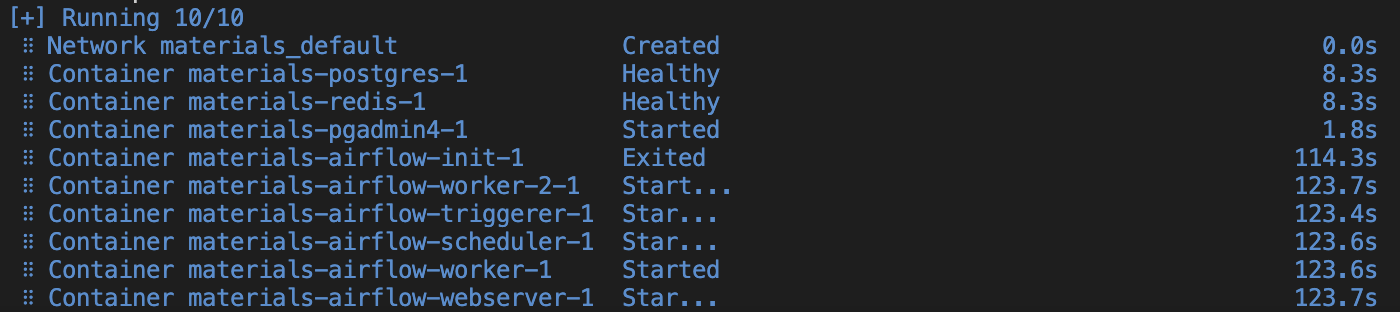 [+] Running 10/10
⠿ Network materials_default Created 0.0s
⠿ Container materials-postgres-1 Healthy 8.3s
⠿ Container materials-redis-1 Healthy 8.3s
⠿ Container materials-pgadmin4-1 Started 1.8s
⠿ Container materials-airflow-init-1 Exited 114.3s
⠿ Container materials-airflow-worker-2-1 Start... 123.7s
⠿ Container materials-airflow-triggerer-1 Star... 123.4s
⠿ Container materials-airflow-scheduler-1 Star... 123.6s
⠿ Container materials-airflow-worker-1 Started 123.6s
⠿ Container materials-airflow-webserver-1 Star... 123.7s